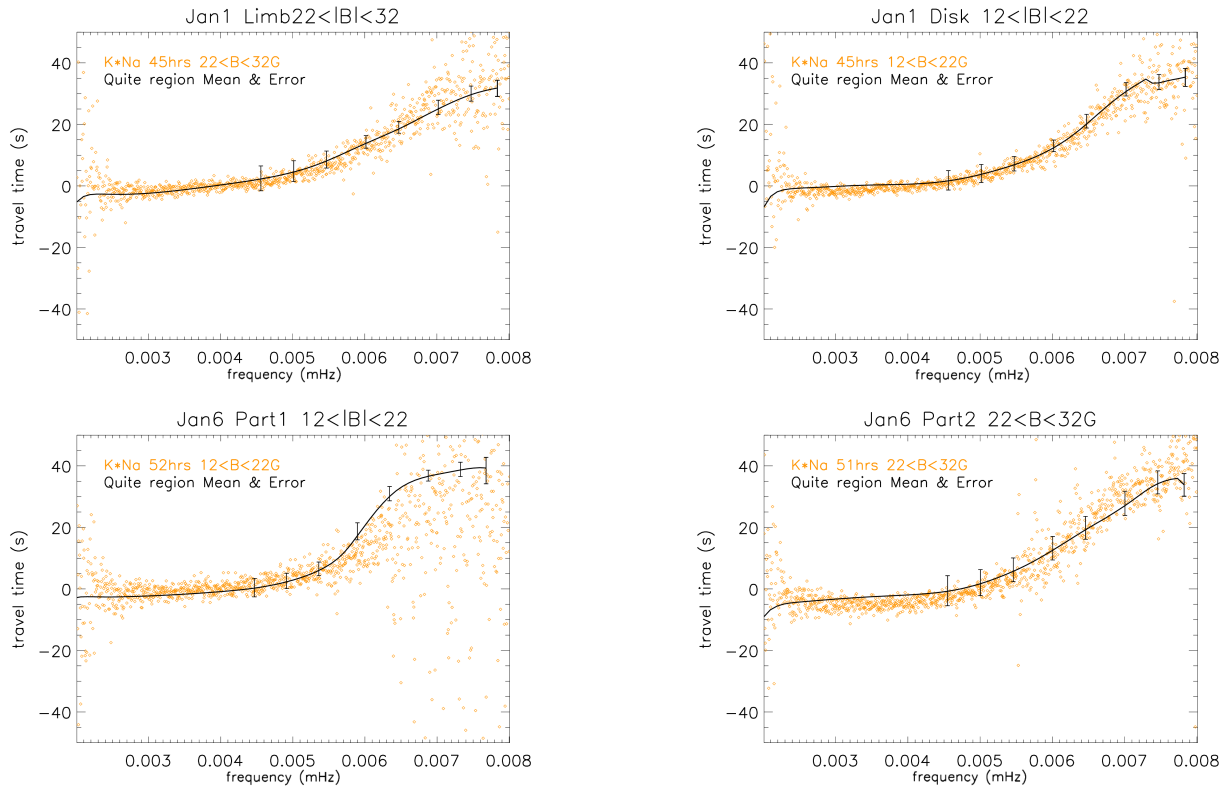 Jan1 Limb22<|B|<32
K*Na 45hrs 22<B<32G
Quite region Mean & Error
travel time (s)
40
20
0
−20
−40
0.003 0.004 0.005 0.006 0.007 0.008
frequency (mHz)
Jan1 Disk 12<|B|<22
K*Na 45hrs 12<B<22G
Quite region Mean & Error
travel time (s)
40
20
0
−20
−40
0.003 0.004 0.005 0.006 0.007 0.008
frequency (mHz)
Jan6 Part1 12<|B|<22
K*Na 52hrs 12<B<22G
Quite region Mean & Error
travel time (s)
40
20
0
−20
−40
0.003 0.004 0.005 0.006 0.007 0.008
frequency (mHz)
Jan6 Part2 22<B<32G
K*Na 51hrs 22<B<32G
Quite region Mean & Error
travel time (s)
40
20
0
−20
−40
0.003 0.004 0.005 0.006 0.007 0.008
frequency (mHz)